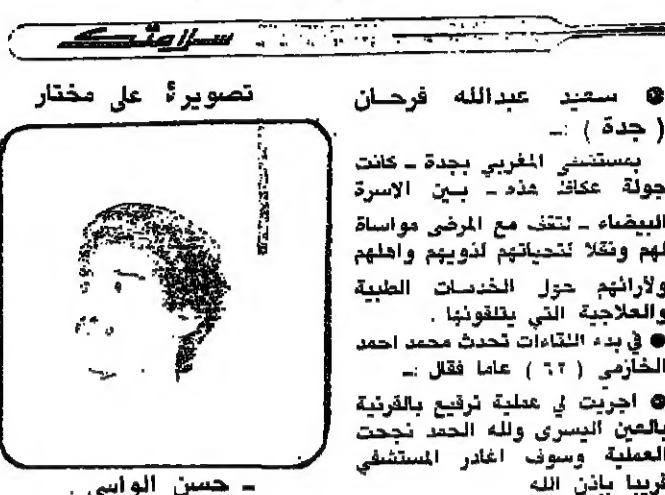 سلامتك
● سعيد عبدالله فرحان
( جدة ) :ـ
بمستشفى المغربي بجدة ـ كانت
جولة عكاظ هذه ـ بين الاسرة
البيضاء ـ لتقف مع المرضى مواساة
لهم ونقلا لتحياتهم لذويهم واهلهم
ولآرائهم حول الخدمات الطبية
والعلاجية التي يتلقونها .
● في بدء اللقاءات تحدث محمد احمد
الخازمي ( ٦٢ ) عاما فقال :ـ
● اجريت لي عملية ترقيع بالقرنية
بالعين اليسرى ولله الحمد نجحت
العملية وسوف اغادر المستشفى
قريبا بإذن الله
تصوير على مختار
ـ حسن الواسي .